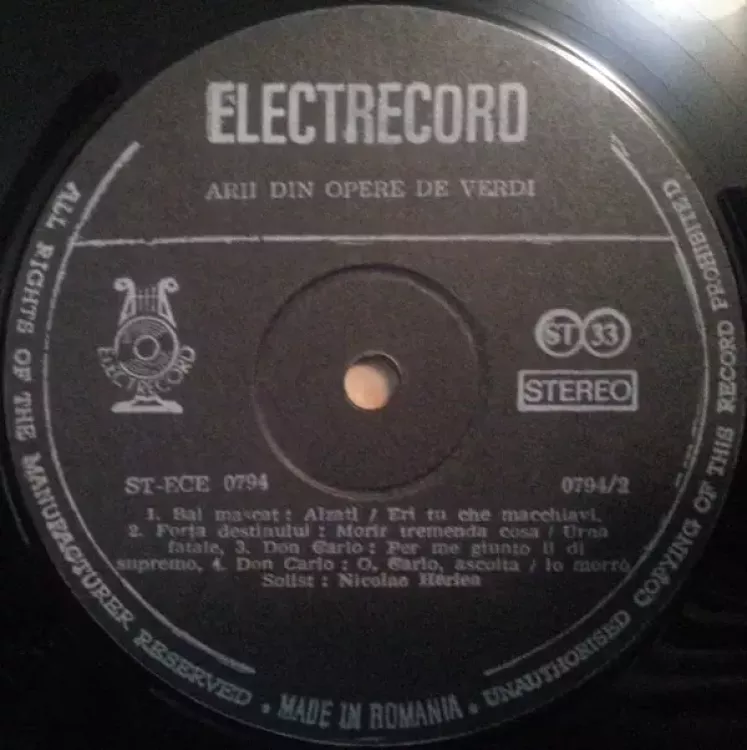 ELECTRECORD
ARII DIN OPERE DE VERDI
ELECTRECORD
ST 33
STEREO
ST-ECE 0794
0794/2
1. Bal mascat : Alzati / Eri tu che macchiavi,
2. Forţa destinului : Morir tremenda cosa / Urna
fatale, 3. Don Carlo : Per me giunto il di
supremo, 4. Don Carlo : O, Carlo, ascolta / Io morrò
Solist : Nicolae Herlea
ALL RIGHTS OF THE MANUFACTURER RESERVED • MADE IN ROMANIA • UNAUTHORISED COPYING OF THIS RECORD PROHIBITED